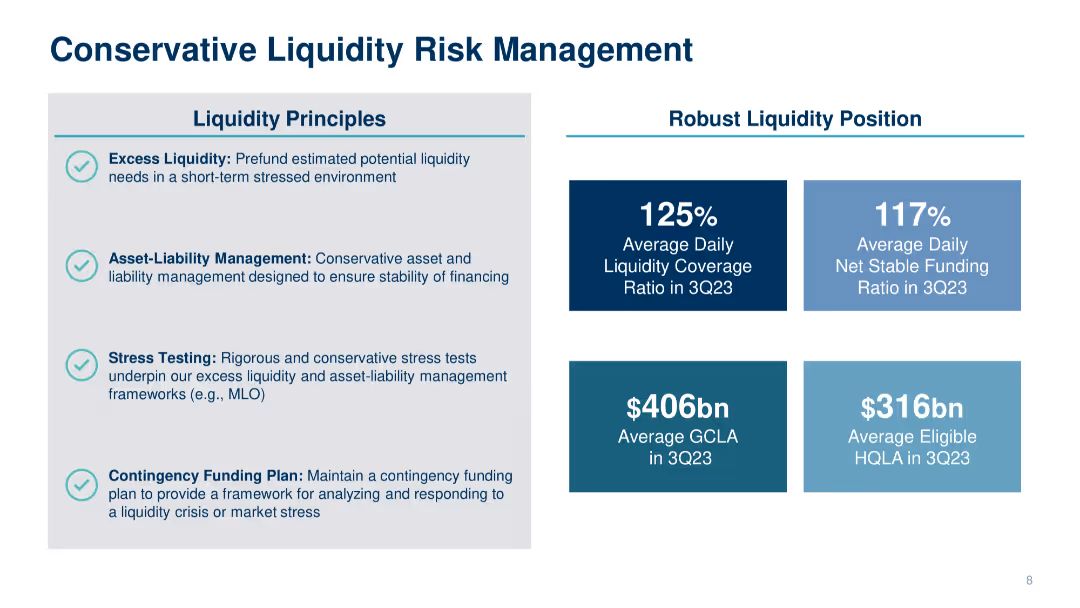 Conservative Liquidity Risk Management
Liquidity Principles
Excess Liquidity: Prefund estimated potential liquidity
needs in a short-term stressed environment
Asset-Liability Management: Conservative asset and
liability management designed to ensure stability of financing
Stress Testing: Rigorous and conservative stress tests
underpin our excess liquidity and asset-liability management
frameworks (e.g., MLO)
Contingency Funding Plan: Maintain a contingency funding
plan to provide a framework for analyzing and responding to
a liquidity crisis or market stress
Robust Liquidity Position
125%
Average Daily
Liquidity Coverage
Ratio in 3Q23
117%
Average Daily
Net Stable Funding
Ratio in 3Q23
$406bn
Average GCLA
in 3Q23
$316bn
Average Eligible
HQLA in 3Q23
8